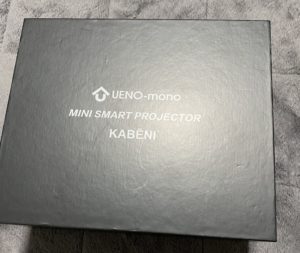 UENO-mono
MINI SMART PROJECTOR
KABENI